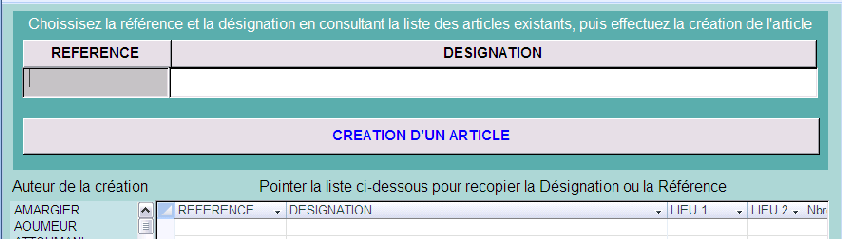 Choissisez la référence et la désignation en consultant la liste des articles existants, puis effectuez la création de l'article
REFERENCE DESIGNATION
CREATION D'UN ARTICLE
Auteur de la création Pointer la liste ci-dessous pour recopier la Désignation ou la Référence
AMARGIER REFERENCE DESIGNATION LIEU 1 LIEU 2 Nbr
AOUMEUR